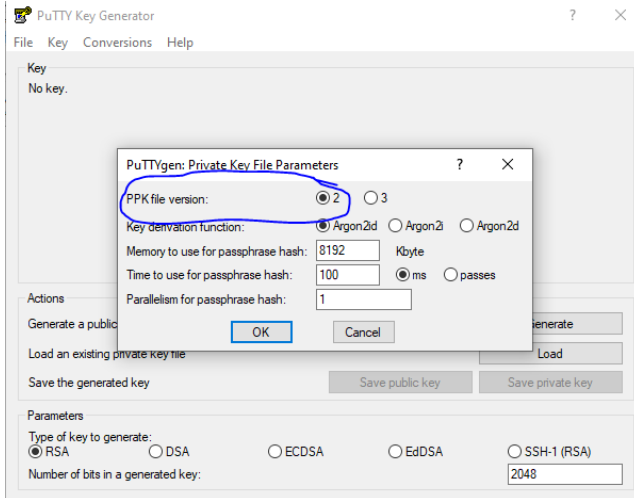 PuTTY Key Generator
File Key Conversions Help
Key
No key.
PuTTYgen: Private Key File Parameters
PPK file version: 2 3
Key derivation function: Argon2id Argon2i Argon2d
Memory to use for passphrase hash: 8192 Kbyte
Time to use for passphrase hash: 100 ms passes
Parallelism for passphrase hash: 1
OK Cancel
Actions
Generate a public Generate
Load an existing private key file Load
Save the generated key Save public key Save private key
Parameters
Type of key to generate:
RSA DSA ECDSA EdDSA SSH-1 (RSA)
Number of bits in a generated key: 2048